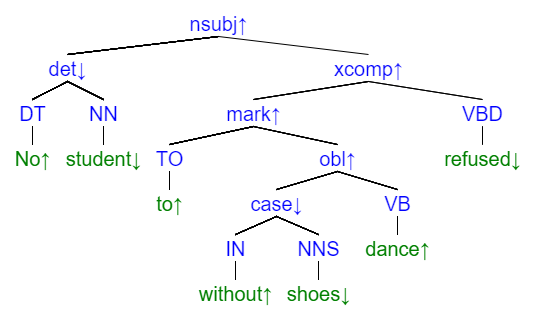 nsubj↑
det↓ xcomp↑
DT NN mark↑ VBD
No↑ student↓ TO obl↑ refused↓
to↑ case↓ VB
IN NNS dance↑
without↑ shoes↓